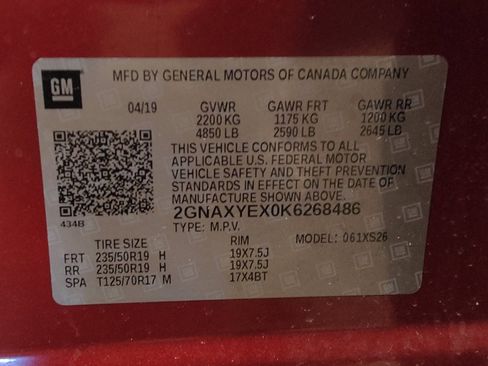 GM
MFD BY GENERAL MOTORS OF CANADA COMPANY
04/19 GVWR GAWR FRT GAWR RR
2200 KG 1175 KG 1200 KG
4850 LB 2590 LB 2645 LB
THIS VEHICLE CONFORMS TO ALL
APPLICABLE U.S. FEDERAL MOTOR
VEHICLE SAFETY AND THEFT PREVENTION
STANDARDS IN EFFECT ON THE DATE OF
MANUFACTURE SHOWN ABOVE.
434B
2GNAXYEX0K6268486
TYPE: M.P.V. MODEL: 061XS26
TIRE SIZE RIM
FRT 235/50R19 H 19X7.5J
RR 235/50R19 H 19X7.5J
SPA T125/70R17 M 17X4BT